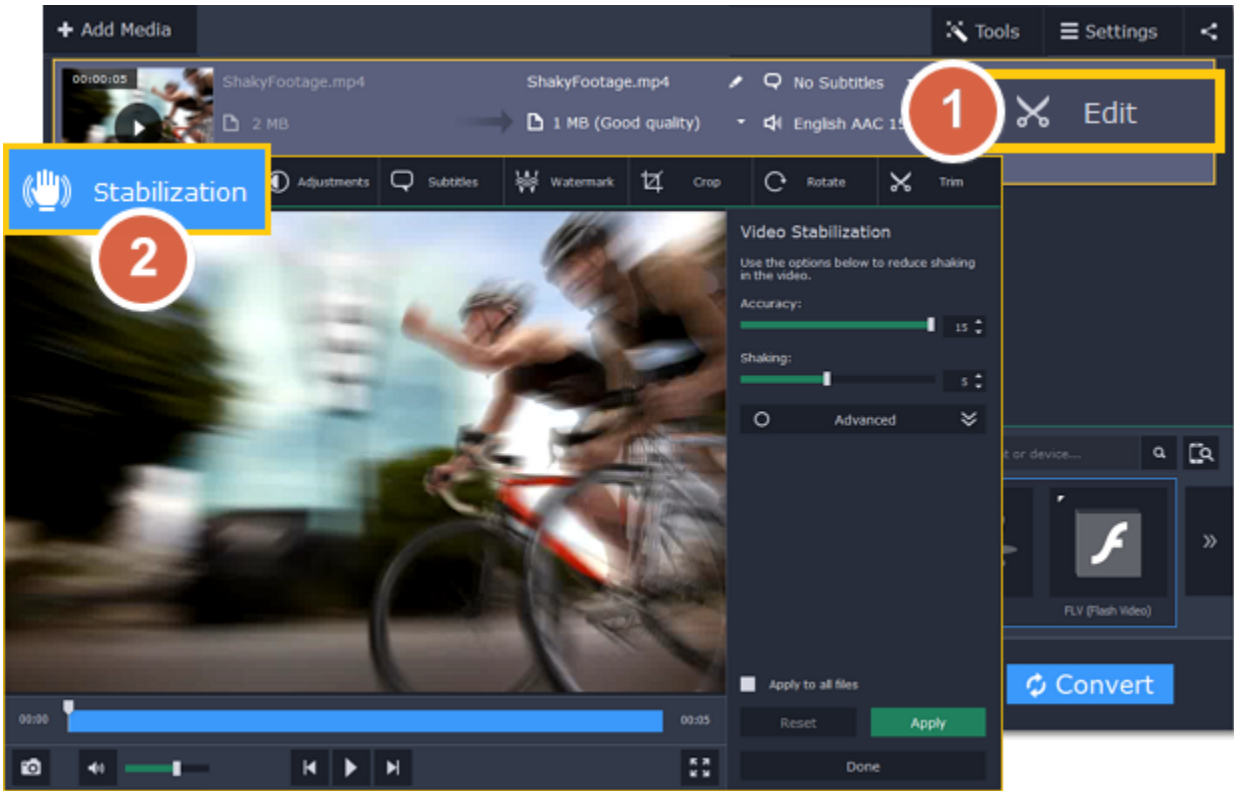 Add Media
Tools
Settings
00:00:05
ShakyFootage.mp4
ShakyFootage.mp4
No Subtitles
2 MB
1 MB (Good quality)
English AAC 15
1
Edit
Stabilization
2
Adjustments
Subtitles
Watermark
Crop
Rotate
Trim
Video Stabilization
Use the options below to reduce shaking
in the video.
Accuracy:
15
Shaking:
5
Advanced
or device...
FLV (Flash Video)
Apply to all files
Convert
00:00
00:05
Reset
Apply
Done